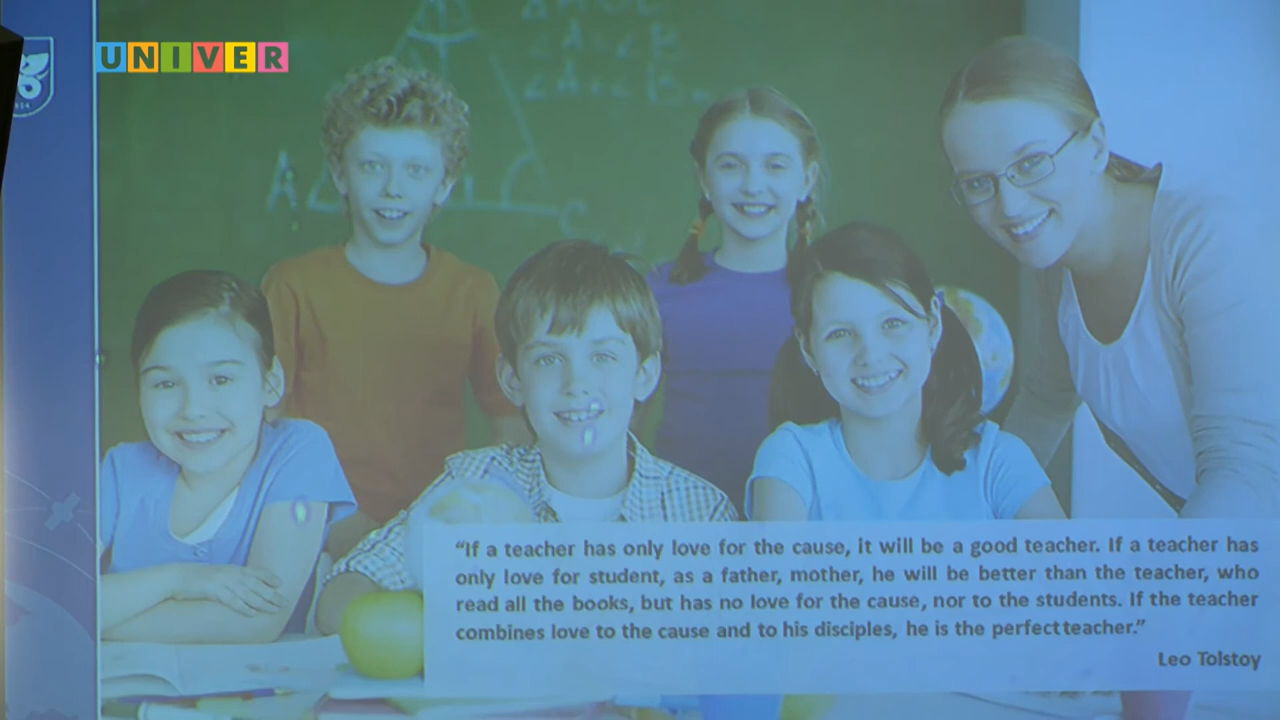 UNIVER
A
C
“If a teacher has only love for the cause, it will be a good teacher. If a teacher has
only love for student, as a father, mother, he will be better than the teacher, who
read all the books, but has no love for the cause, nor to the students. If the teacher
combines love to the cause and to his disciples, he is the perfect teacher.”
Leo Tolstoy